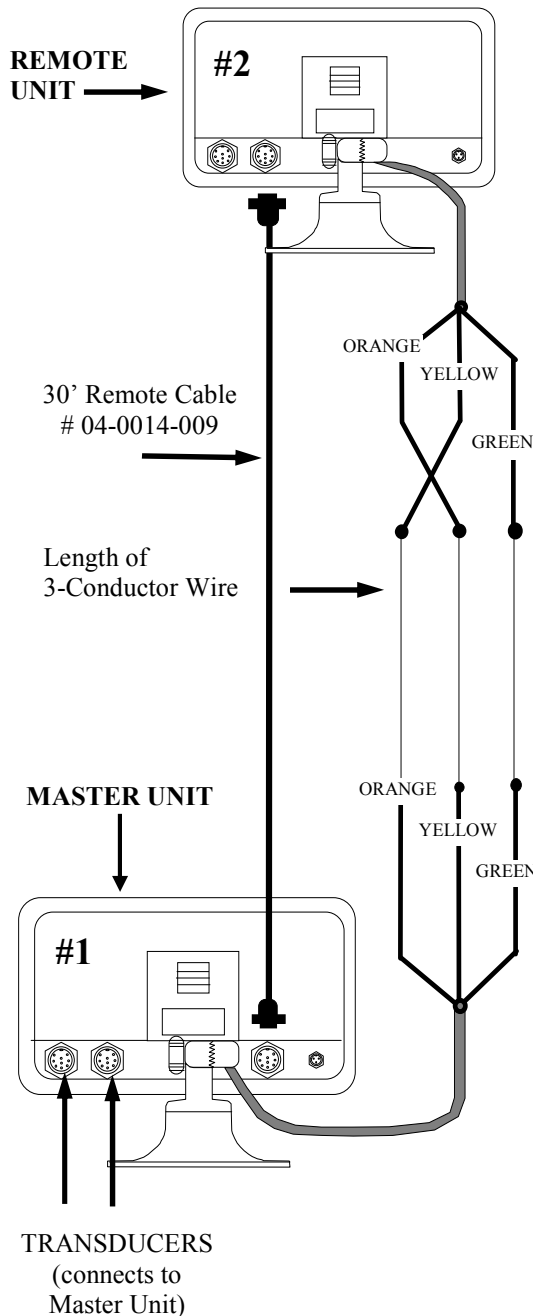 REMOTE
UNIT
#2
ORANGE
YELLOW
GREEN
30’ Remote Cable
# 04-0014-009
Length of
3-Conductor Wire
MASTER UNIT
ORANGE
YELLOW
GREEN
#1
TRANSDUCERS
(connects to
Master Unit)